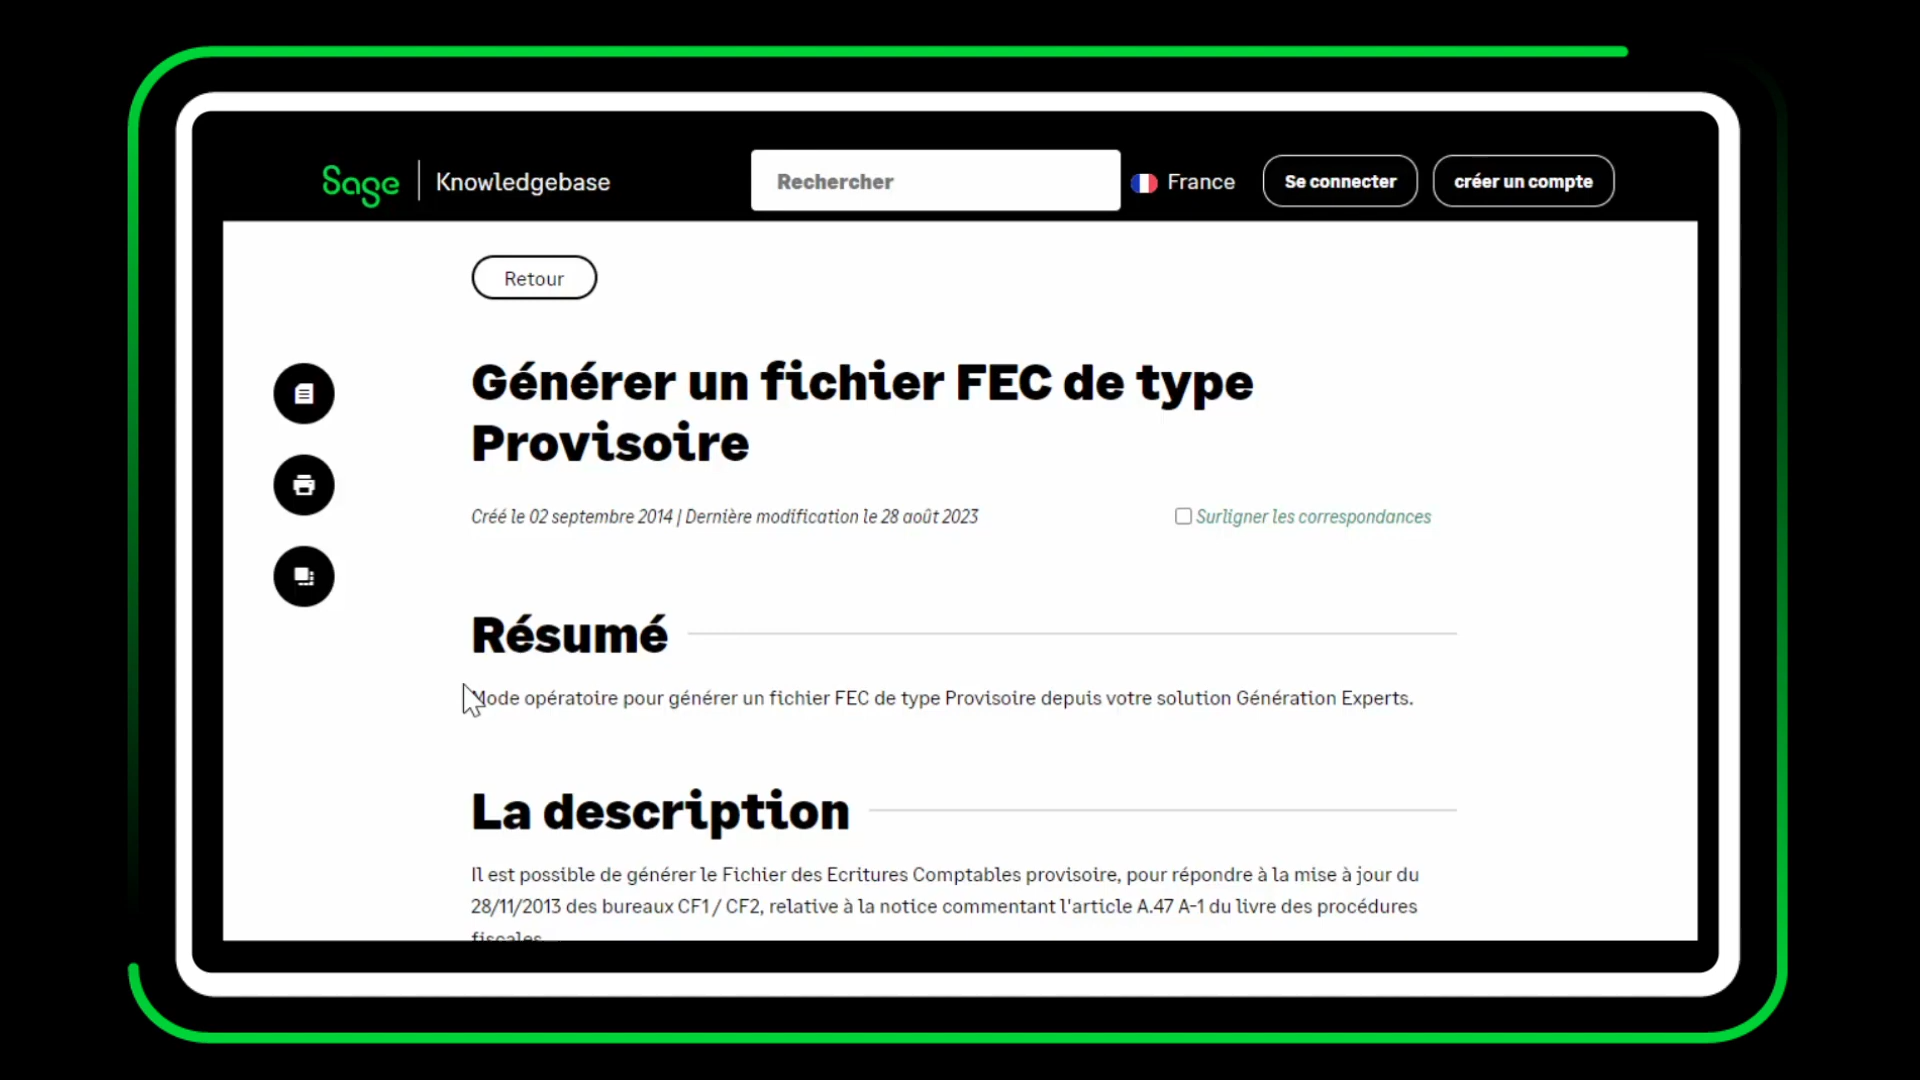 Sage
Knowledgebase
Rechercher
France
Se connecter
créer un compte
Retour
Générer un fichier FEC de type
Provisoire
Créé le 02 septembre 2014 | Dernière modification le 28 août 2023
Surligner les correspondances
Résumé
Mode opératoire pour générer un fichier FEC de type Provisoire depuis votre solution Génération Experts.
La description
Il est possible de générer le Fichier des Ecritures Comptables provisoire, pour répondre à la mise à jour du
28/11/2013 des bureaux CF1 / CF2, relative à la notice commentant l'article A.47 A-1 du livre des procédures
fiscales.